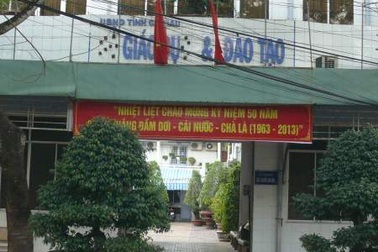 UBND TỈNH CÀ MAU
GIÁO DỤC & ĐÀO TẠO
"NHIỆT LIỆT CHÀO MỪNG KỶ NIỆM 50 NĂM
THẮNG ĐẦM DƠI - CÁI NƯỚC - CHÀ LÀ (1963 - 2013)"